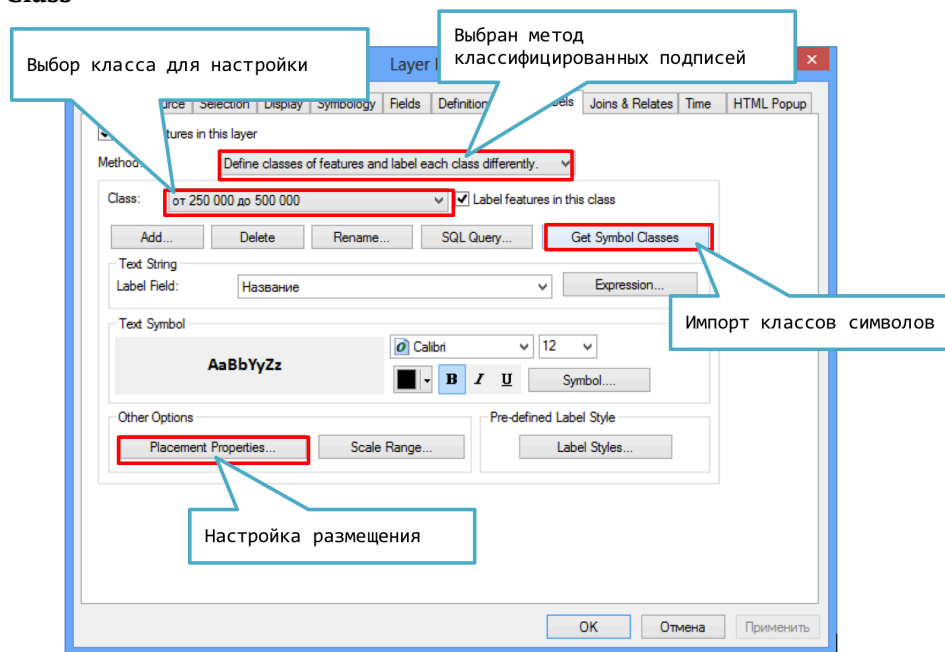 Выбор класса для настройки
Выбран метод
классифицированных подписей
Layer
Selection Display Symbology Fields Definition Joins & Relates Time HTML Popup
in this layer
Define classes of features and label each class differently.
Class: от 250 000 до 500 000 Label features in this class
Add... Delete Rename... SQL Query... Get Symbol Classes
Text String
Label Field: Название Expression...
Импорт классов символов
Text Symbol
AaBbYyZz
Calibri 12
B I U Symbol....
Other Options Pre-defined Label Style
Placement Properties... Scale Range... Label Styles...
Настройка размещения
OK Отмена Применить